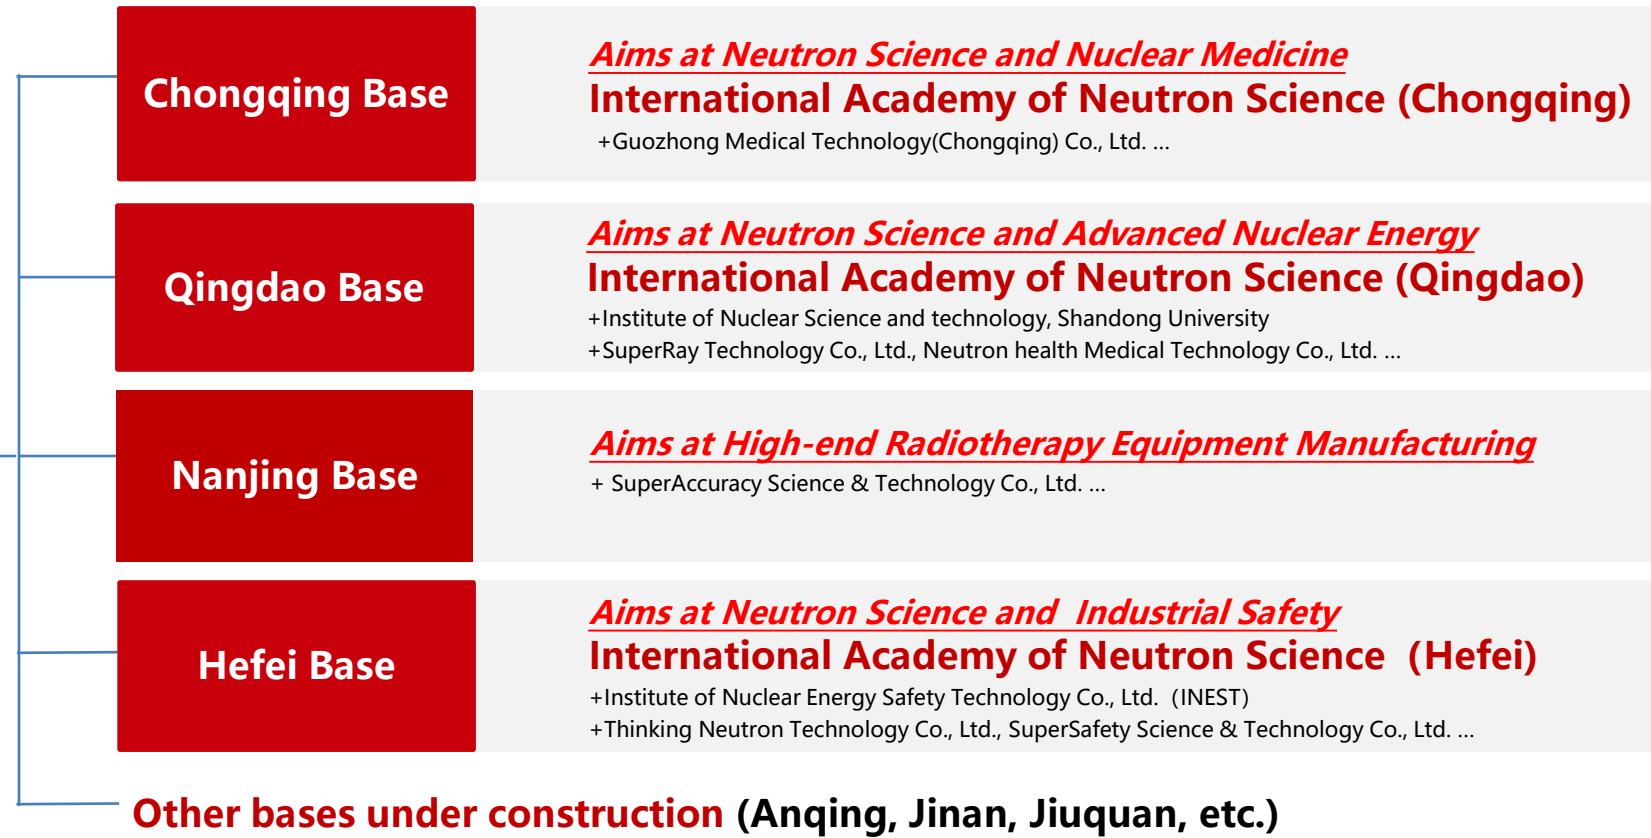 Chongqing Base
Aims at Neutron Science and Nuclear Medicine
International Academy of Neutron Science (Chongqing)
+Guozhong Medical Technology(Chongqing) Co., Ltd. ...
Qingdao Base
Aims at Neutron Science and Advanced Nuclear Energy
International Academy of Neutron Science (Qingdao)
+Institute of Nuclear Science and technology, Shandong University
+SuperRay Technology Co., Ltd., Neutron health Medical Technology Co., Ltd. ...
Nanjing Base
Aims at High-end Radiotherapy Equipment Manufacturing
+ SuperAccuracy Science & Technology Co., Ltd. ...
Hefei Base
Aims at Neutron Science and  Industrial Safety
International Academy of Neutron Science  (Hefei)
+Institute of Nuclear Energy Safety Technology Co., Ltd.  (INEST)
+Thinking Neutron Technology Co., Ltd., SuperSafety Science & Technology Co., Ltd. ...
Other bases under construction (Anqing, Jinan, Jiuquan, etc.)